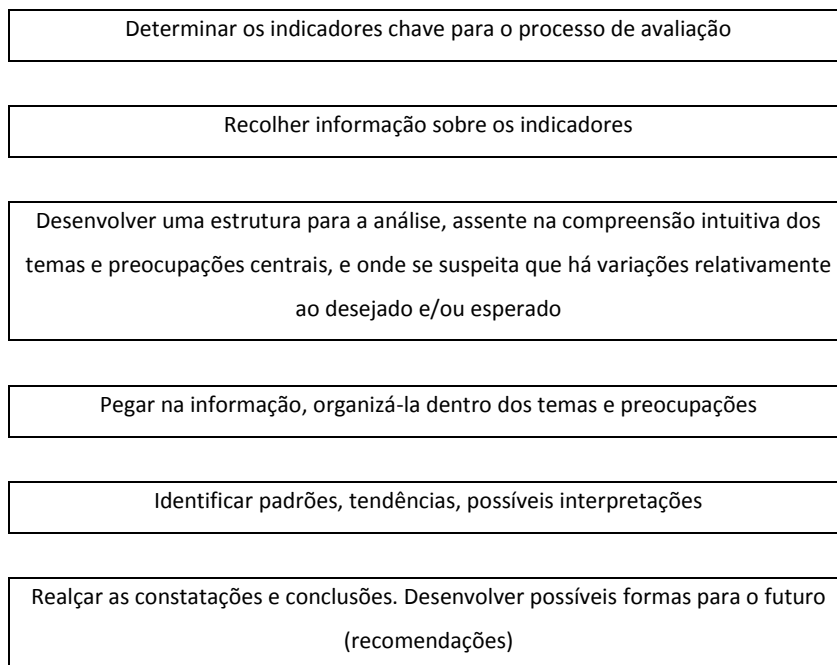 Determinar os indicadores chave para o processo de avaliação
Recolher informação sobre os indicadores
Desenvolver uma estrutura para a análise, assente na compreensão intuitiva dos
temas e preocupações centrais, e onde se suspeita que há variações relativamente
ao desejado e/ou esperado
Pegar na informação, organizá-la dentro dos temas e preocupações
Identificar padrões, tendências, possíveis interpretações
Realçar as constatações e conclusões. Desenvolver possíveis formas para o futuro
(recomendações)